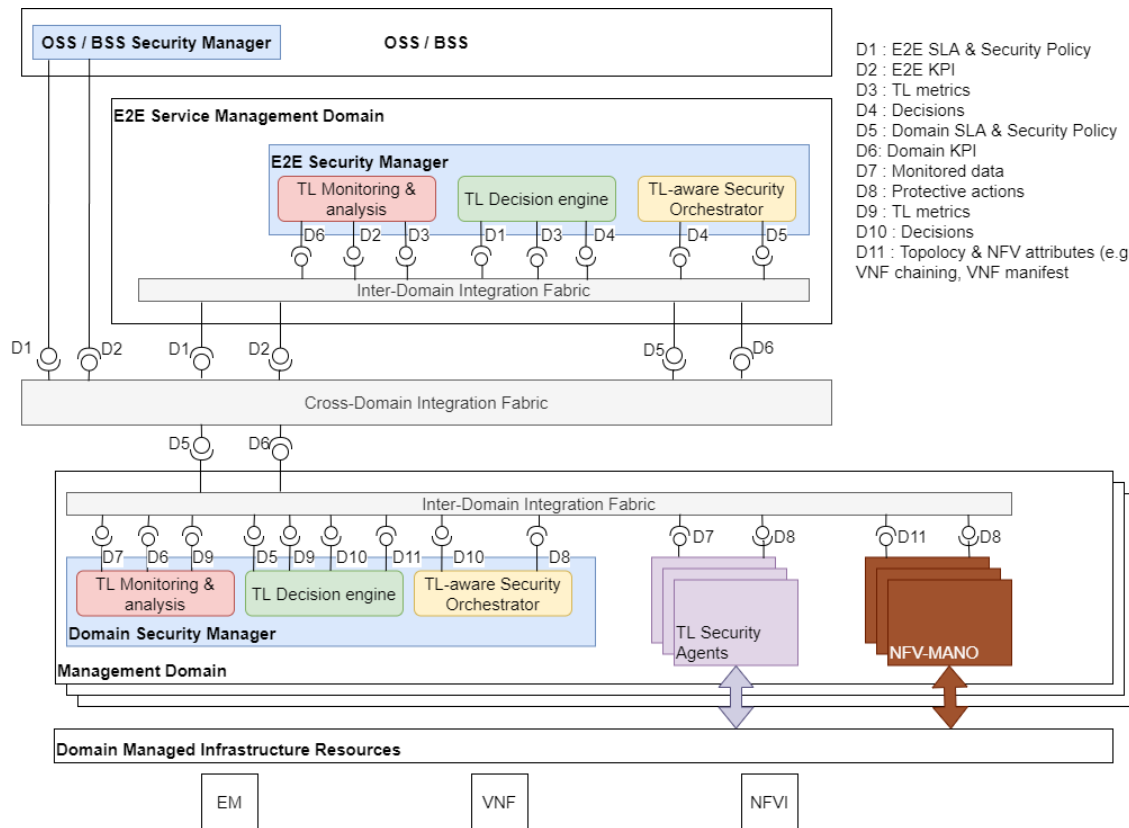 OSS / BSS Security Manager
OSS / BSS
D1 : E2E SLA & Security Policy
D2 : E2E KPI
D3 : TL metrics
D4 : Decisions
D5 : Domain SLA & Security Policy
D6: Domain KPI
D7 : Monitored data
D8 : Protective actions
D9 : TL metrics
D10 : Decisions
D11 : Topolocy & NFV attributes (e.g
VNF chaining, VNF manifest
E2E Service Management Domain
E2E Security Manager
TL Monitoring &
analysis
TL Decision engine
TL-aware Security
Orchestrator
D6
D2
D3
D1
D3
D4
D4
D5
Inter-Domain Integration Fabric
D1
D2
D1
D2
D5
D6
Cross-Domain Integration Fabric
D5
D6
Inter-Domain Integration Fabric
D7
D6
D9
D5
D9
D10
D11
D10
D8
D7
D8
D11
D8
TL Monitoring &
analysis
TL Decision engine
TL-aware Security
Orchestrator
Domain Security Manager
TL Security
Agents
NFV-MANO
Management Domain
Domain Managed Infrastructure Resources
EM
VNF
NFVI